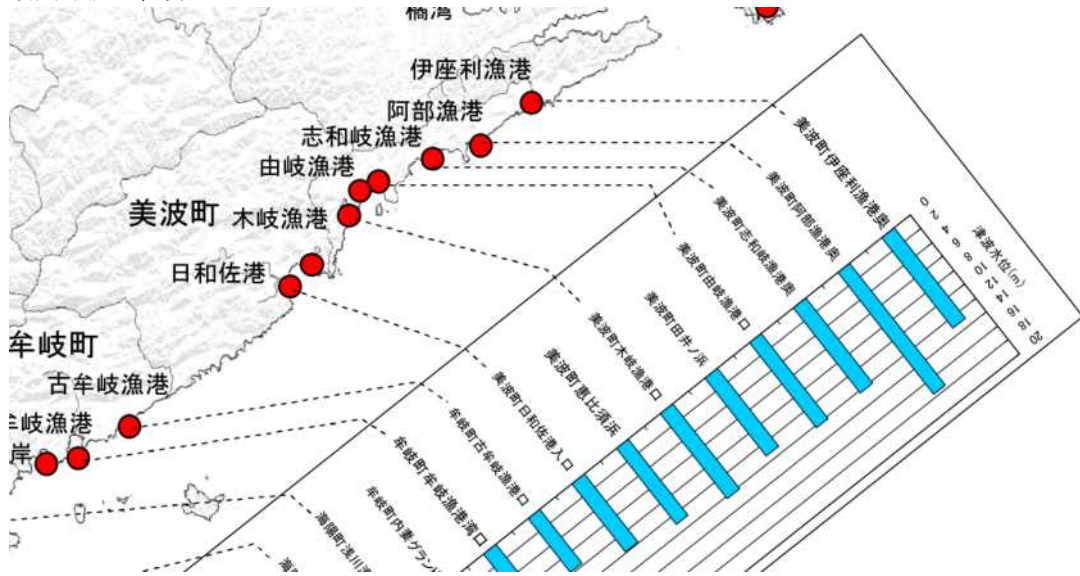 橘湾
伊座利漁港
阿部漁港
志和岐漁港
由岐漁港
美波町
木岐漁港
日和佐港
牟岐町
古牟岐漁港
牟岐漁港
岸
美波町伊座利漁港奥
美波町阿部漁港奥
美波町志和岐漁港奥
美波町由岐漁港口
美波町田井ノ浜
美波町木岐漁港口
美波町恵比須浜
美波町日和佐港入口
牟岐町古牟岐漁港口
牟岐町牟岐漁港湾口
牟岐町内妻グラン
海陽町浅川
海
津波水位(m)
0
2
4
6
8
10
12
14
16
18
20